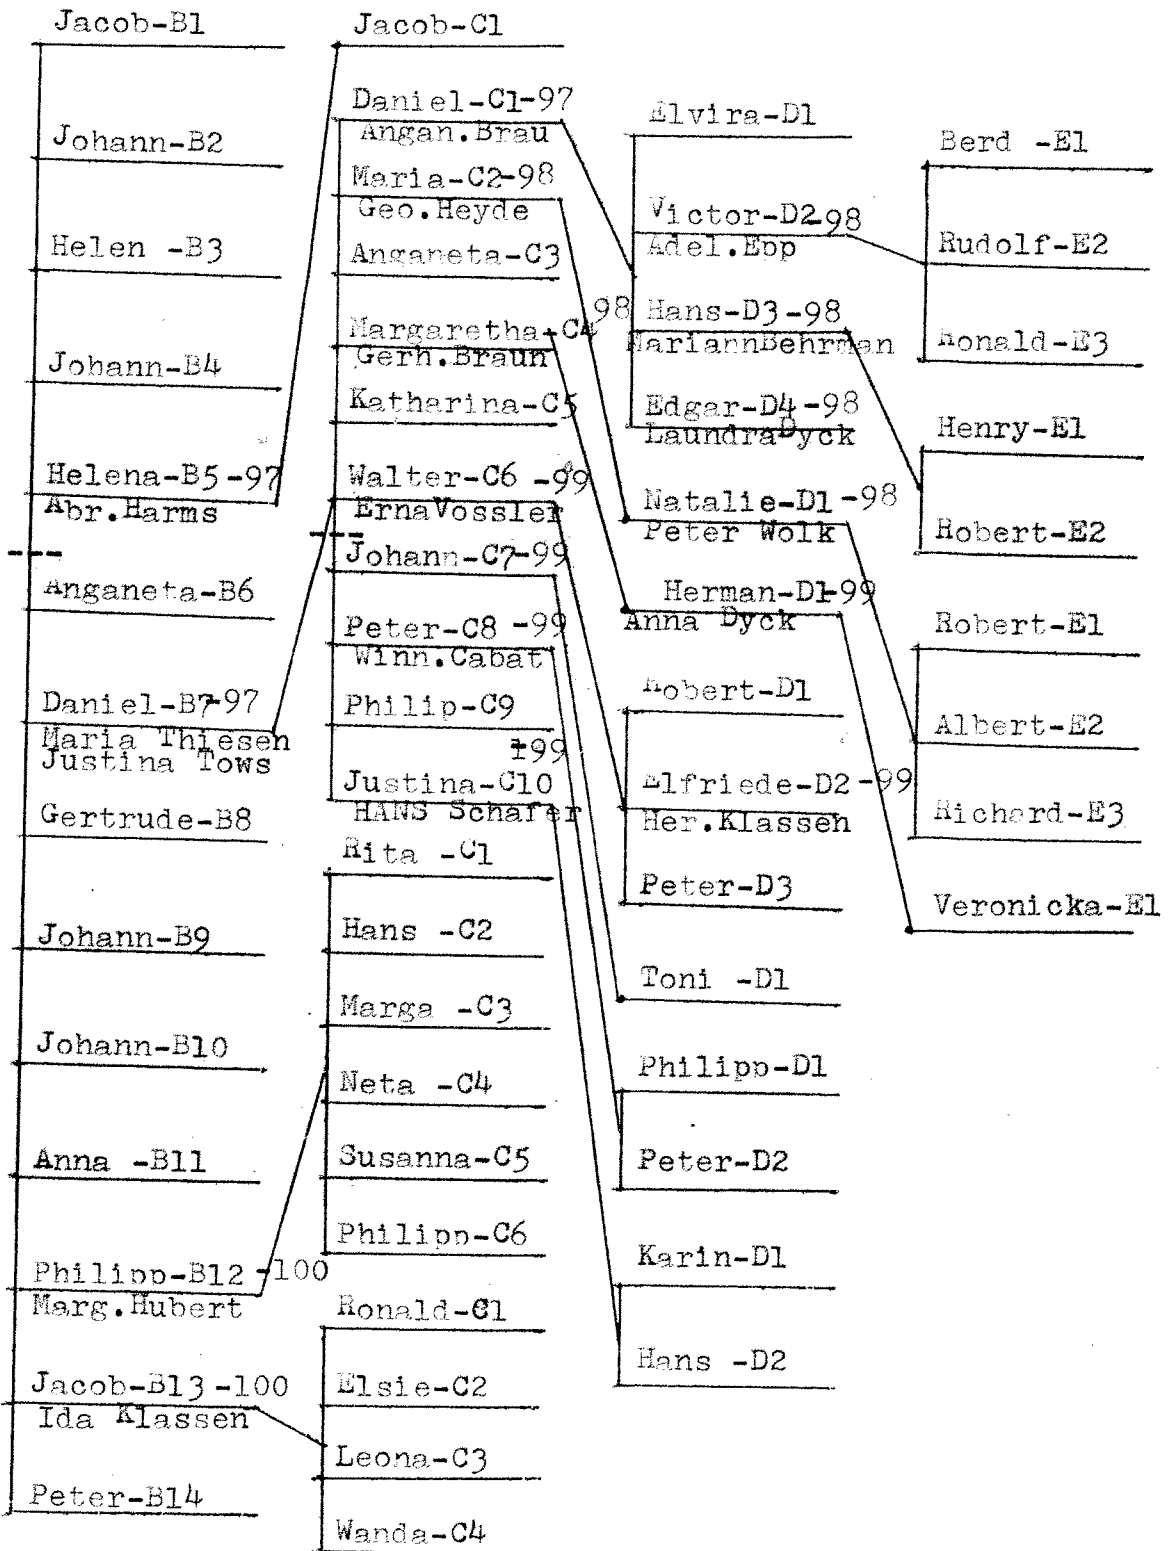 Jacob-B1
Johann-B2
Helen -B3
Johann-B4
Helena-B5-97
Abr.Harms
Anganeta-B6
Daniel-B7-97
Maria Thiesen
Justina Tows
Gertrude-B8
Johann-B9
Johann-B10
Anna -B11
Philipp-B12-100
Marg.Hubert
Jacob-B13-100
Ida Klassen
Peter-B14
Jacob-C1
Daniel-C1-97
Angan.Brau
Maria-C2-98
Geo.Heyde
Anganeta-C3
Margaretha-C4 98
Gerh.Braun
Katharina-C5
Walter-C6 -99
ErnaVossler
Johann-C7-99
Peter-C8 -99
Winn.Cabat
Philip-C9
-99
Justina-C10
HANS Schafer
Rita -C1
Hans -C2
Marga -C3
Neta -C4
Susanna-C5
Philipp-C6
Ronald-C1
Elsie-C2
Leona-C3
Wanda-C4
Elvira-D1
Victor-D2-98
Adel.Epp
Hans-D3-98
MariannBehrman
Edgar-D4-98
LaundraDyck
Natalie-D1-98
Peter Wolk
Herman-D1-99
Anna Dyck
Robert-D1
Elfriede-D2-99
Her.Klassen
Peter-D3
Toni -D1
Philipp-D1
Peter-D2
Karin-D1
Hans -D2
Berd -E1
Rudolf-E2
Ronald-E3
Henry-E1
Robert-E2
Robert-E1
Albert-E2
Richard-E3
Veronicka-E1